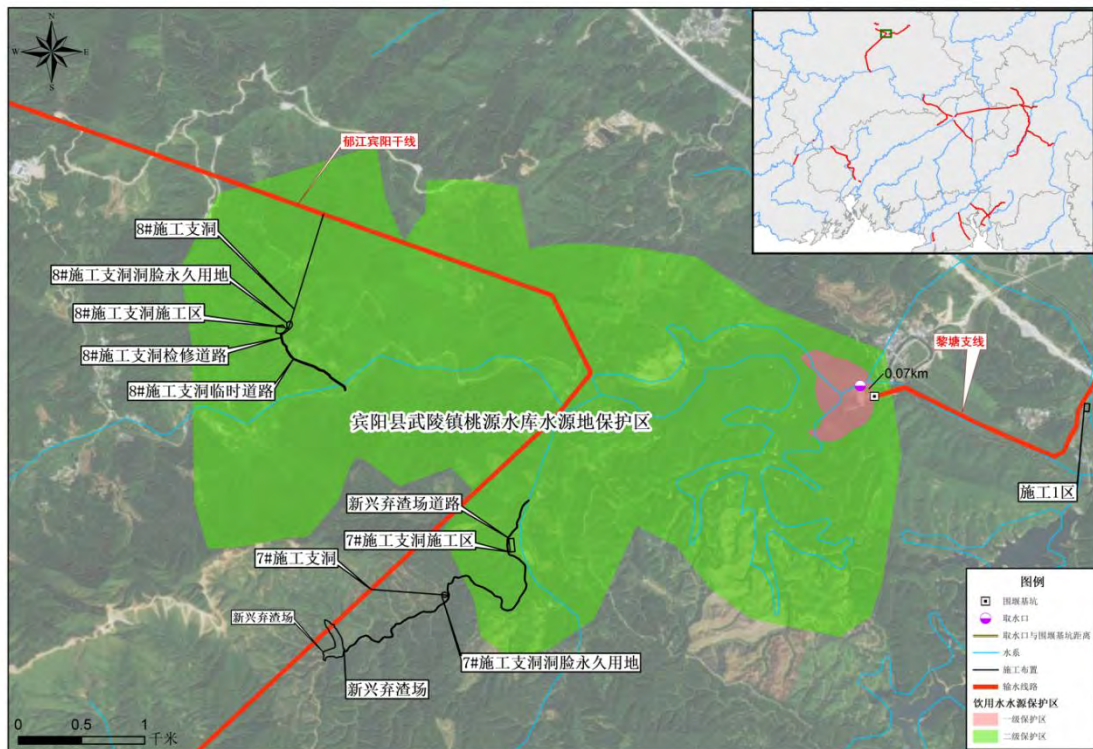 N
W
E
S
郁江宾阳干线
8#施工支洞
8#施工支洞洞脸永久用地
8#施工支洞施工区
8#施工支洞检修道路
8#施工支洞临时道路
宾阳县武陵镇桃源水库水源地保护区
0.07km
黎塘支线
施工1区
新兴弃渣场道路
7#施工支洞施工区
7#施工支洞
新兴弃渣场
7#施工支洞洞脸永久用地
新兴弃渣场
0 0.5 1
千米
图例
围堰基坑
取水口
取水口与围堰基坑距离
水系
施工布置
输水线路
饮用水水源保护区
一级保护区
二级保护区